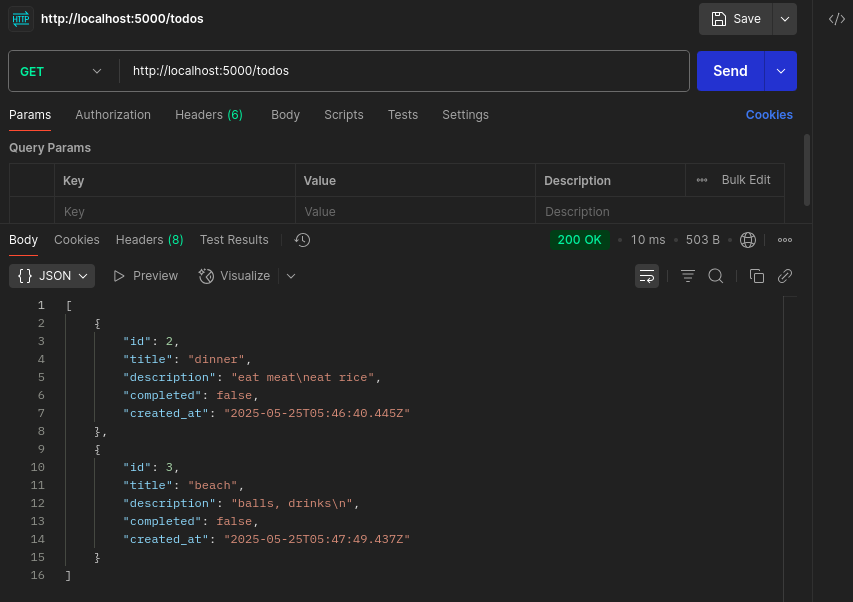 HTTP http://localhost:5000/todos Save
GET http://localhost:5000/todos Send
Params Authorization Headers (6) Body Scripts Tests Settings Cookies
Query Params
Key Value Description Bulk Edit
Key Value Description
Body Cookies Headers (8) Test Results 200 OK 10 ms 503 B
{} JSON Preview Visualize
1 [
2 {
3 "id": 2,
4 "title": "dinner",
5 "description": "eat meat\neat rice",
6 "completed": false,
7 "created_at": "2025-05-25T05:46:40.445Z"
8 },
9 {
10 "id": 3,
11 "title": "beach",
12 "description": "balls, drinks\n",
13 "completed": false,
14 "created_at": "2025-05-25T05:47:49.437Z"
15 }
16 ]